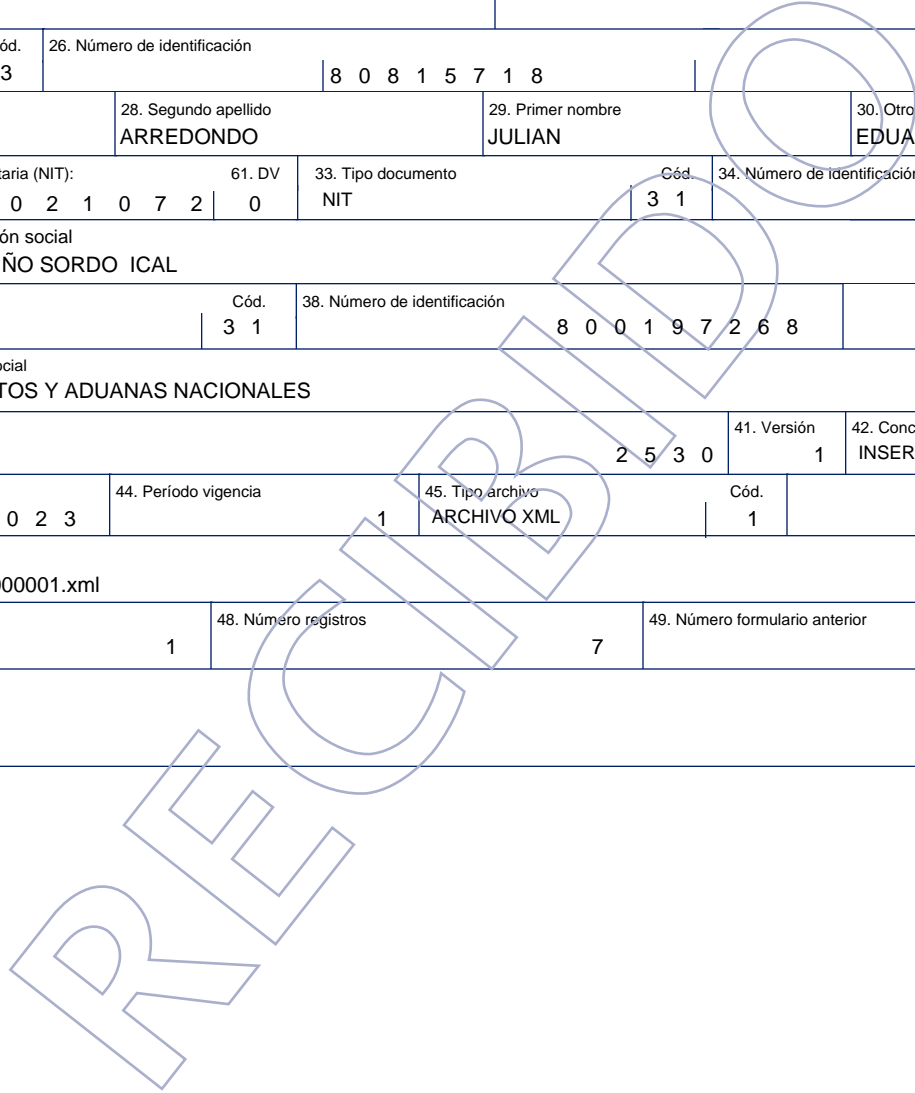 ód. 26. Número de identificación
3 8 0 8 1 5 7 1 8
28. Segundo apellido 29. Primer nombre 30. Otro
ARREDONDO JULIAN EDUA
taria (NIT): 61. DV 33. Tipo documento Cód. 34. Número de identificación
0 2 1 0 7 2 0 NIT 3 1
ón social
ÑO SORDO ICAL
Cód. 38. Número de identificación
3 1 8 0 0 1 9 7 2 6 8
ocial
TOS Y ADUANAS NACIONALES
41. Versión 42. Conc
2 5 3 0 1 INSER
44. Período vigencia 45. Tipo archivo Cód.
0 2 3 1 ARCHIVO XML 1
000001.xml
48. Número registros 49. Número formulario anterior
1 7
RECIBIDO